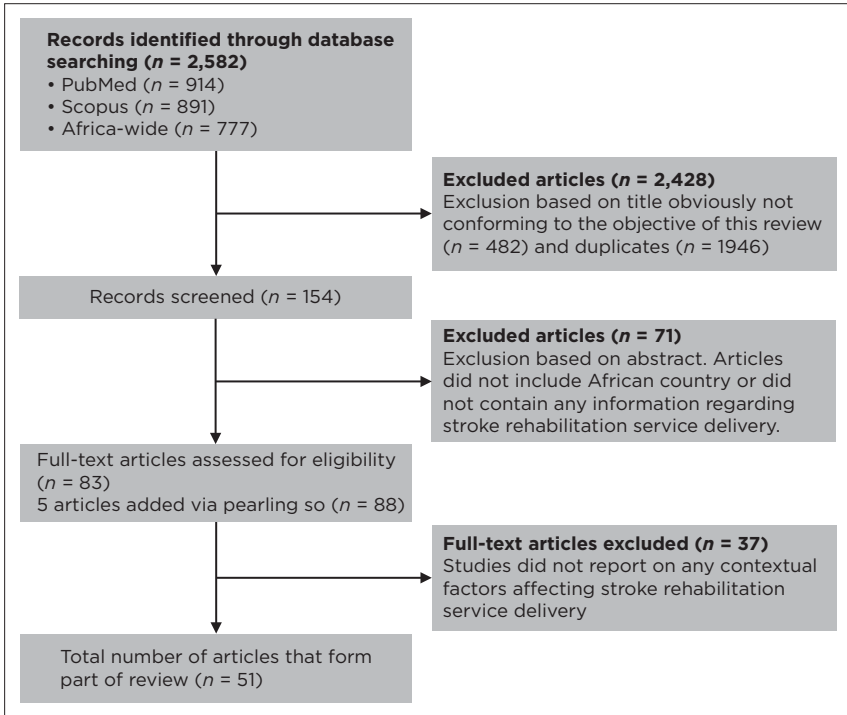 Records identified through database
searching (n = 2,582)
• PubMed (n = 914)
• Scopus (n = 891)
• Africa-wide (n = 777)
Excluded articles (n = 2,428)
Exclusion based on title obviously not
conforming to the objective of this review
(n = 482) and duplicates (n = 1946)
Records screened (n = 154)
Excluded articles (n = 71)
Exclusion based on abstract. Articles
did not include African country or did
not contain any information regarding
stroke rehabilitation service delivery.
Full-text articles assessed for eligibility
(n = 83)
5 articles added via pearling so (n = 88)
Full-text articles excluded (n = 37)
Studies did not report on any contextual
factors affecting stroke rehabilitation
service delivery
Total number of articles that form
part of review (n = 51)